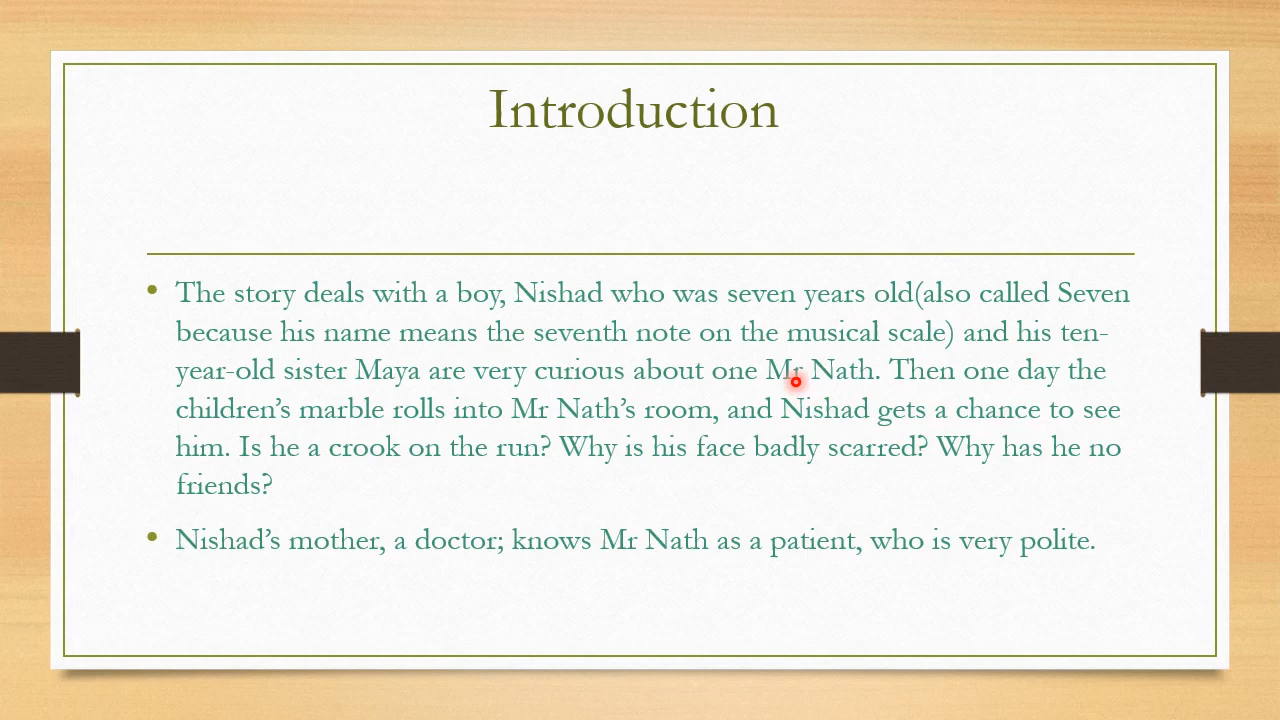 Introduction
• The story deals with a boy, Nishad who was seven years old(also called Seven
because his name means the seventh note on the musical scale) and his ten-
year-old sister Maya are very curious about one Mr Nath. Then one day the
children’s marble rolls into Mr Nath’s room, and Nishad gets a chance to see
him. Is he a crook on the run? Why is his face badly scarred? Why has he no
friends?
• Nishad’s mother, a doctor; knows Mr Nath as a patient, who is very polite.